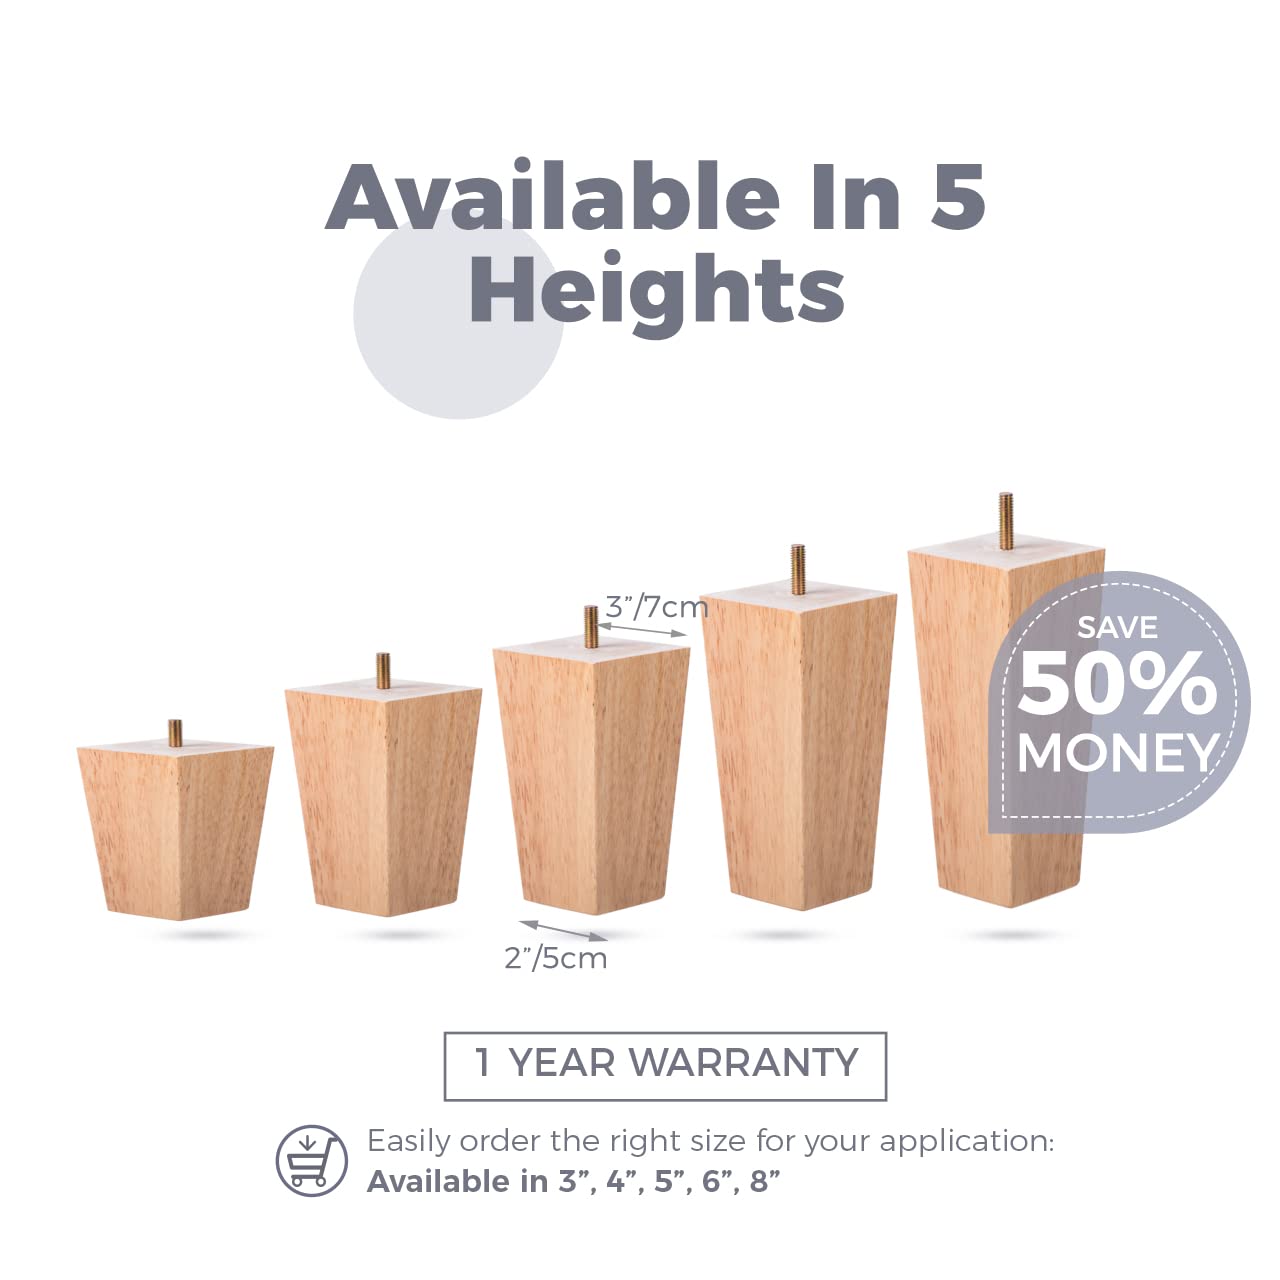 Available In 5
Heights
3”/7cm
SAVE
50%
MONEY
2”/5cm
1 YEAR WARRANTY
Easily order the right size for your application:
Available in 3”, 4”, 5”, 6”, 8”